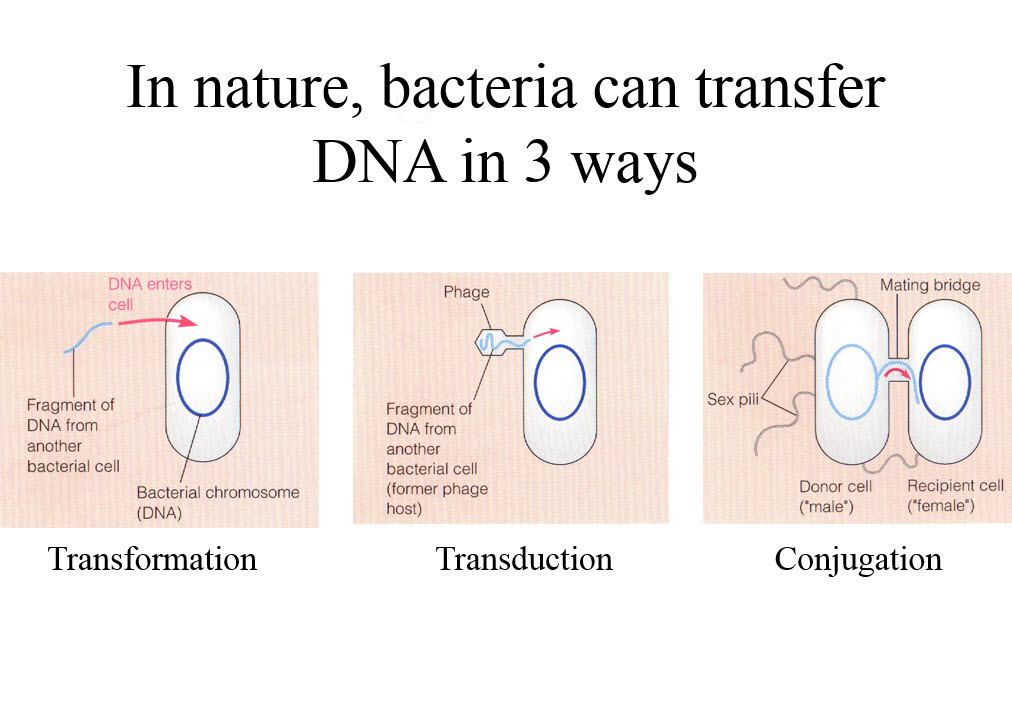 In nature, bacteria can transfer
DNA in 3 ways
DNA enters
cell
Fragment of
DNA from
another
bacterial cell
Bacterial chromosome
(DNA)
Transformation
Phage
Fragment of
DNA from
another
bacterial cell
(former phage
host)
Transduction
Mating bridge
Sex pili
Donor cell
("male")
Recipient cell
("female")
Conjugation